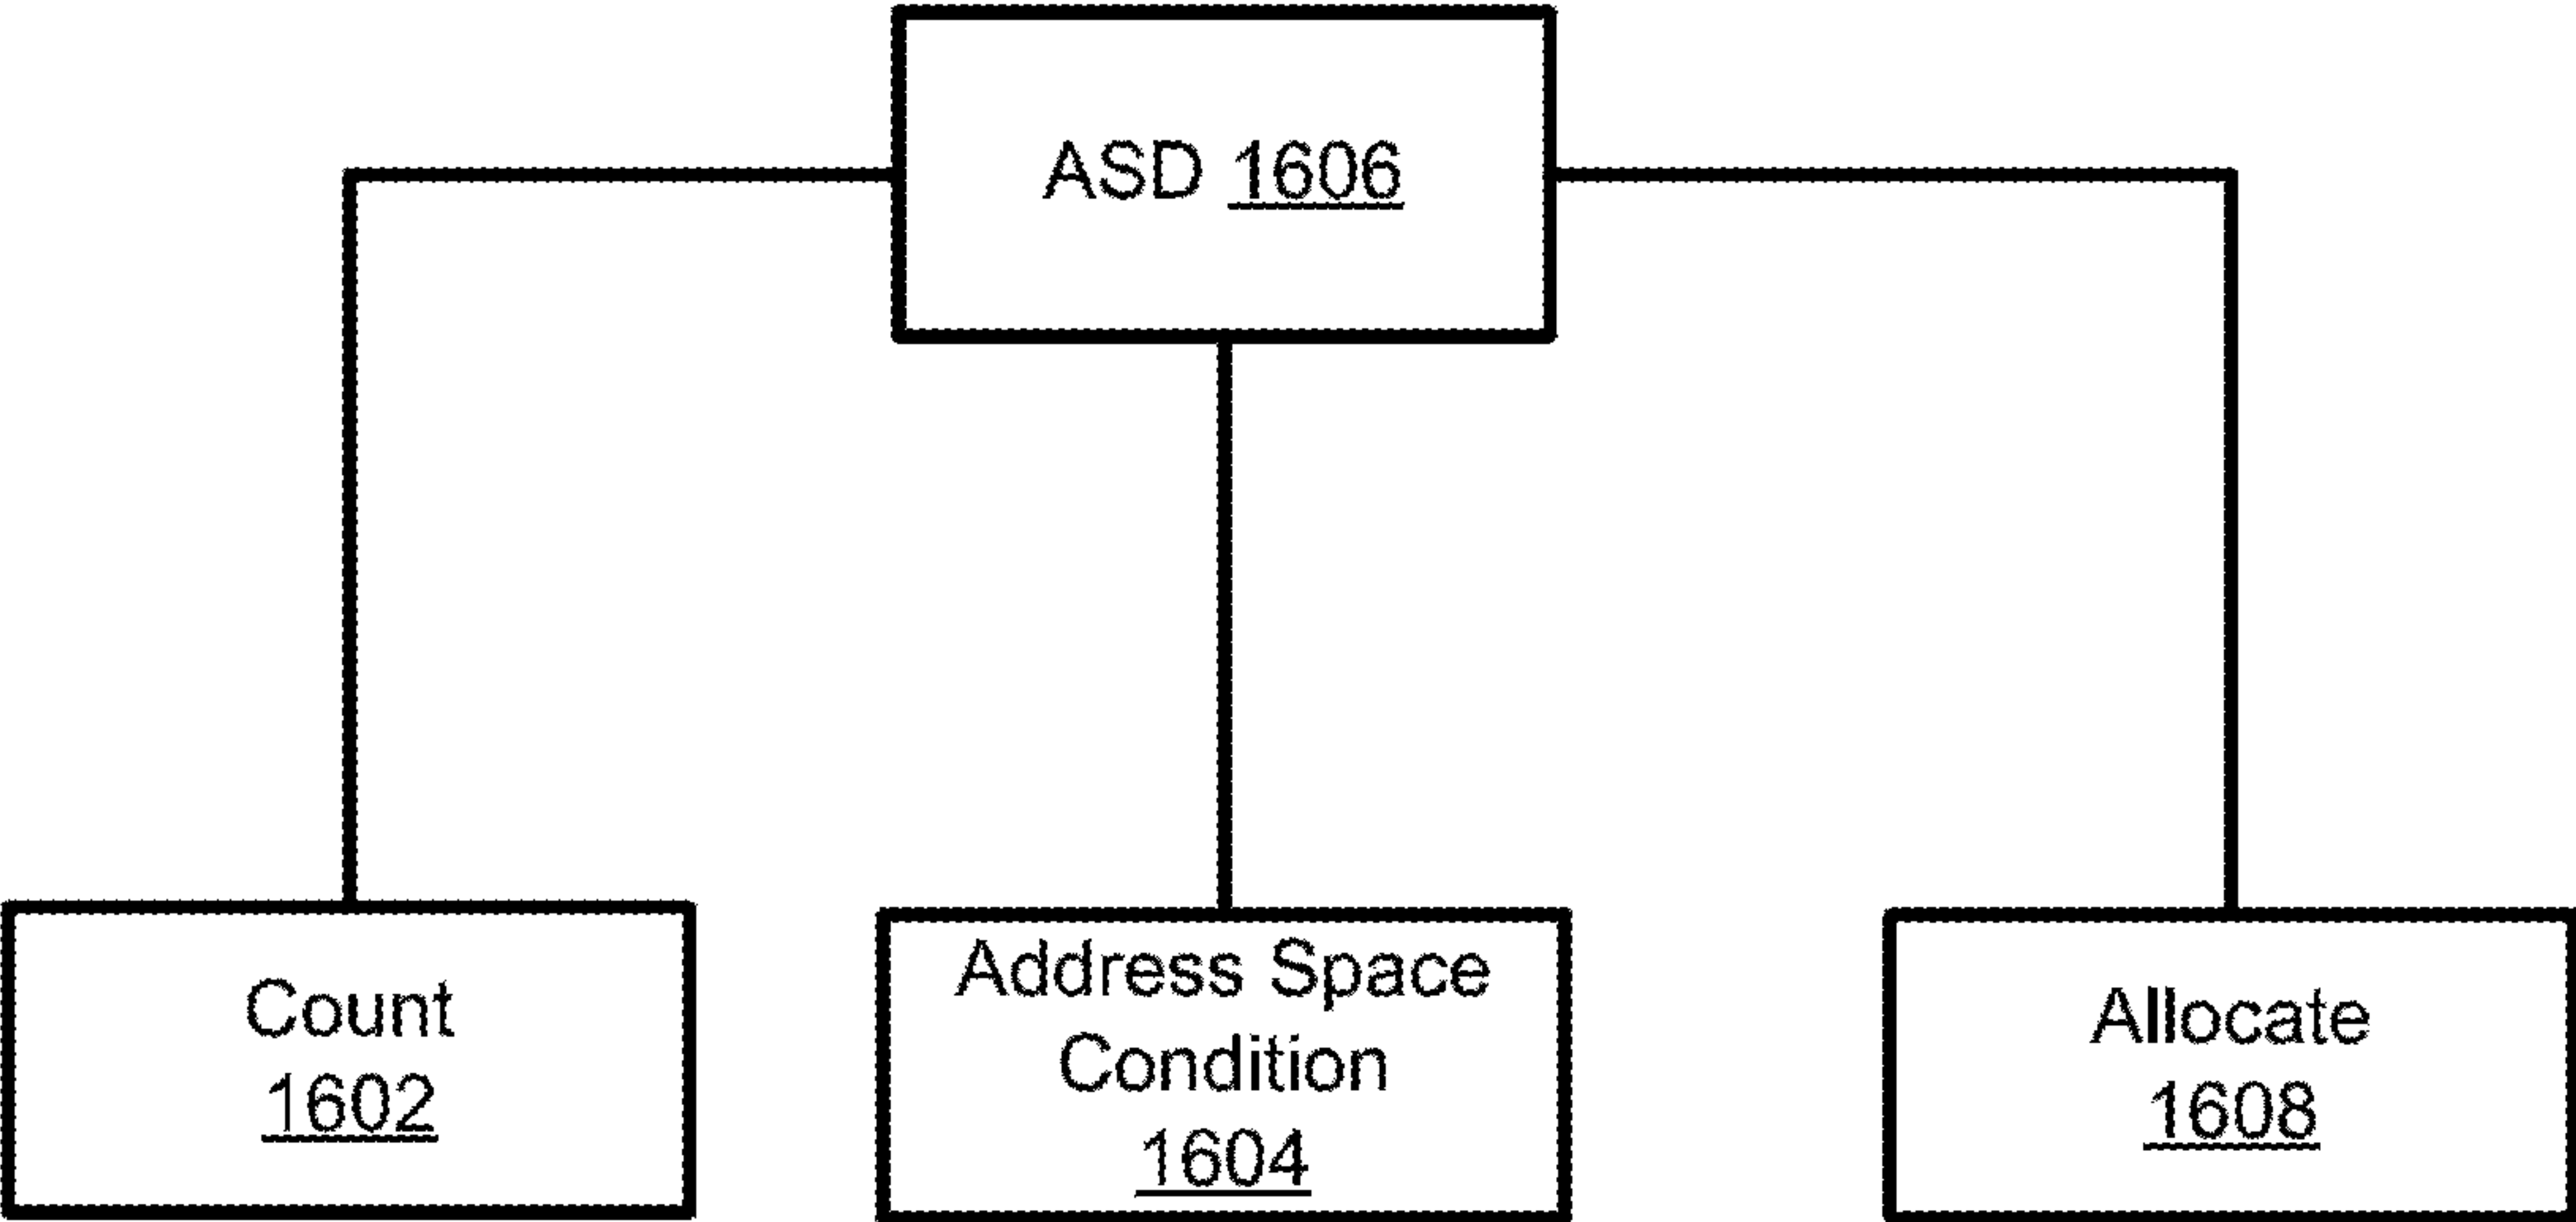 ASD 1606
Count
1602
Address Space
Condition
1604
Allocate
1608